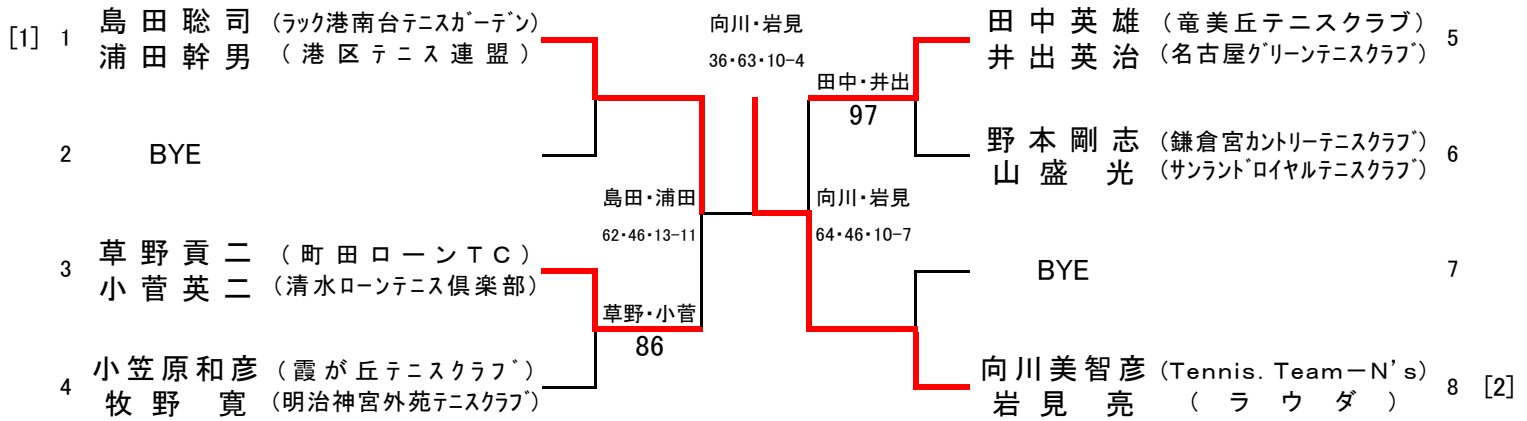 [1] 1 島田聡司 (ラック港南台テニスガーデン)
浦田幹男 (港区テニス連盟)
2 BYE
3 草野貢二 (町田ローンTC)
小菅英二 (清水ローンテニス倶楽部)
4 小笠原和彦 (霞が丘テニスクラブ)
牧野寛 (明治神宮外苑テニスクラブ)
島田・浦田
62・46・13-11
草野・小菅
86
向川・岩見
36・63・10-4
田中・井出
97
向川・岩見
64・46・10-7
田中英雄 (竜美丘テニスクラブ) 5
井出英治 (名古屋グリーンテニスクラブ)
野本剛志 (鎌倉宮カントリーテニスクラブ) 6
山盛光 (サンランドロイヤルテニスクラブ)
BYE 7
向川美智彦 (Tennis. Team-N's) 8 [2]
岩見亮 (ラウダ)